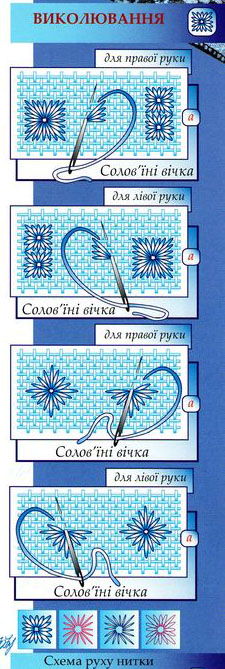 ВИКОЛЮВАННЯ
для правої руки
а
Солов'їні вічка
для лівої руки
а
Солов'їні вічка
для правої руки
а
Солов'їні вічка
для лівої руки
а
Солов'їні вічка
Схема руху нитки